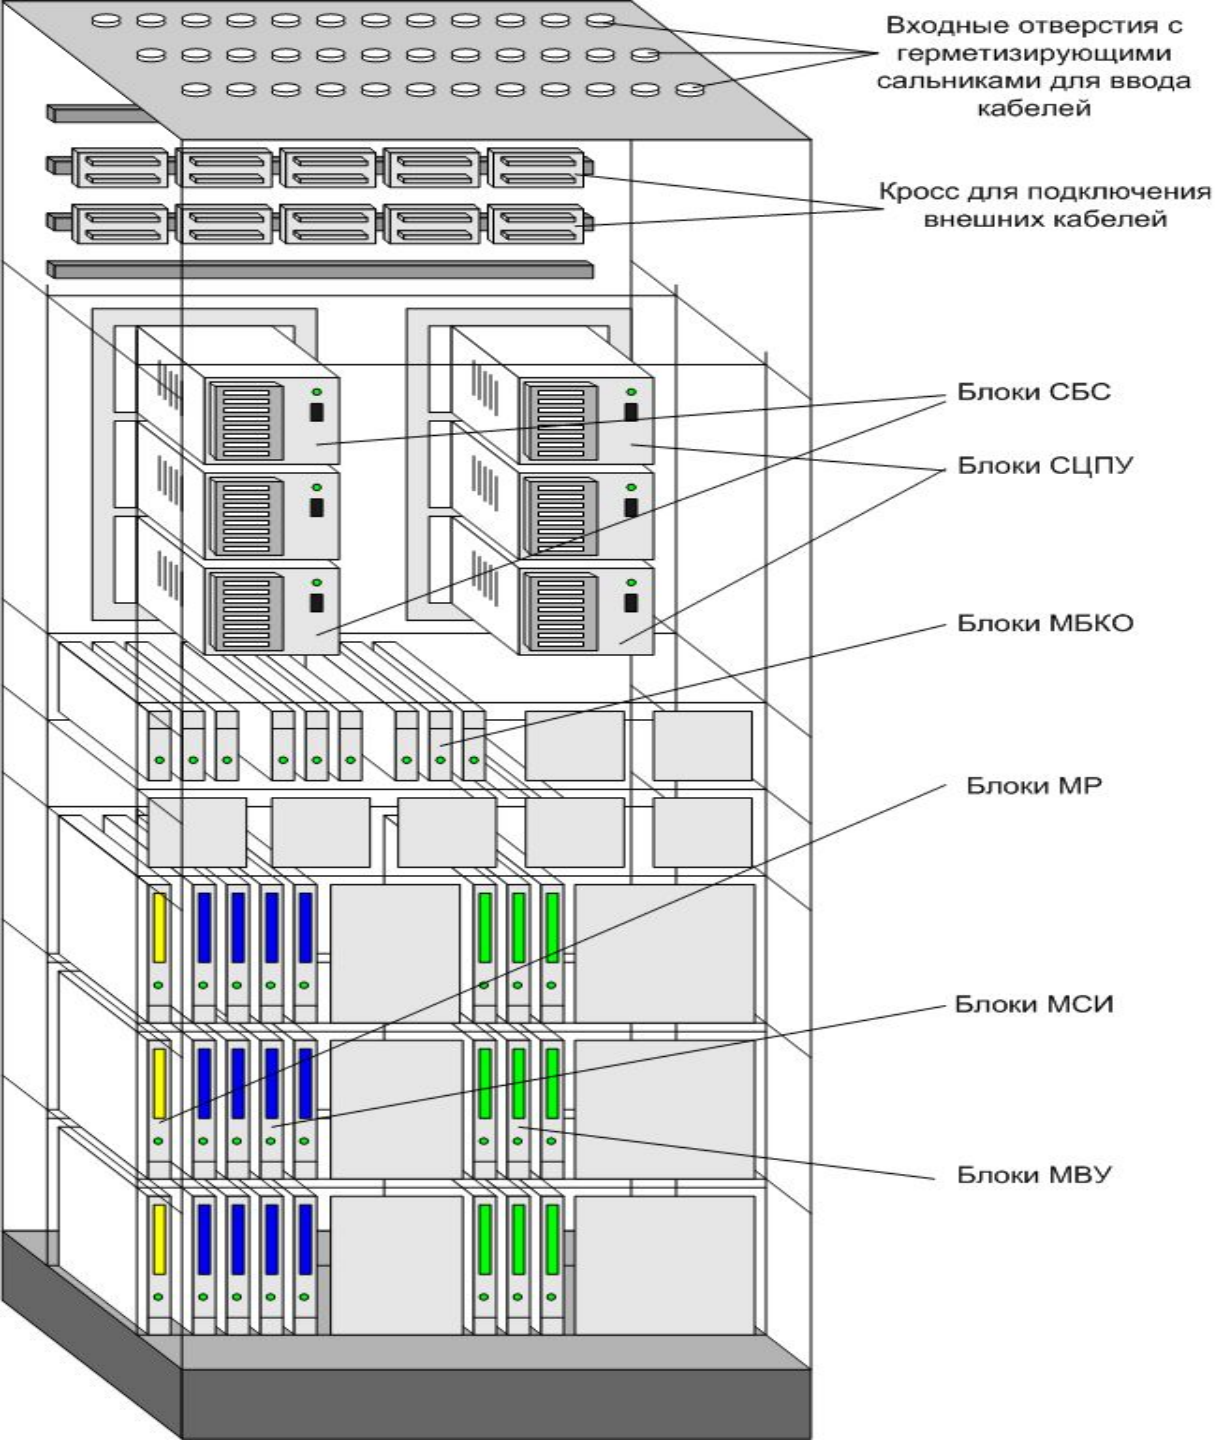 Входные отверстия с
герметизирующими
сальниками для ввода
кабелей
Кросс для подключения
внешних кабелей
Блоки СБС
Блоки СЦПУ
Блоки МБКО
Блоки МР
Блоки МСИ
Блоки МВУ